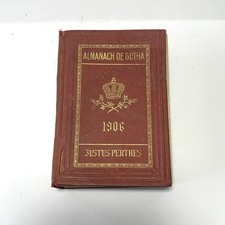 ALMANACH DE GOTHA
1906
JUSTUS PERTHES